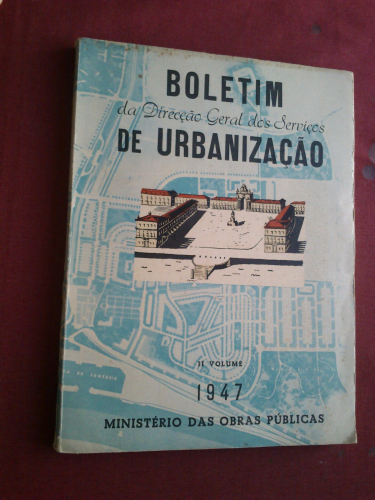 BOLETIM
da Direcção Geral dos Serviços
DE URBANIZAÇÃO
II VOLUME
1947
MINISTÉRIO DAS OBRAS PÚBLICAS